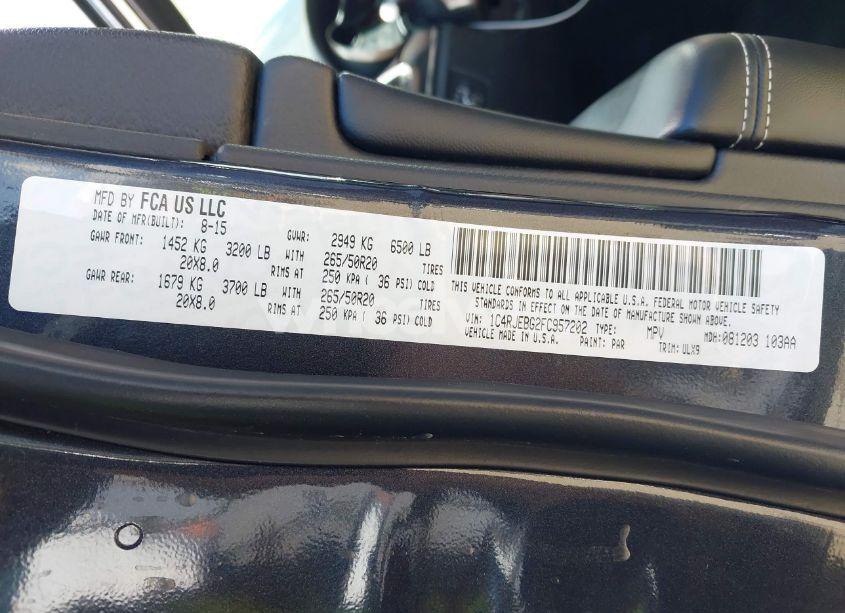 MFD BY FCA US LLC
DATE OF MFR(BUILT): 8-15 GVWR: 2949 KG 6500 LB
GAWR FRONT: 1452 KG 3200 LB WITH 265/50R20 TIRES
20X8.0 RIMS AT 250 KPA ( 36 PSI) COLD
GAWR REAR: 1679 KG 3700 LB WITH 265/50R20 TIRES
20X8.0 RIMS AT 250 KPA ( 36 PSI) COLD
THIS VEHICLE CONFORMS TO ALL APPLICABLE U.S.A. FEDERAL MOTOR VEHICLE SAFETY
STANDARDS IN EFFECT ON THE DATE OF MANUFACTURE SHOWN ABOVE.
VIN: 1C4RJEBG2FC957202 TYPE: MPV MDH:081203 103AA
VEHICLE MADE IN U.S.A. PAINT: PAR TRIM: ULX9